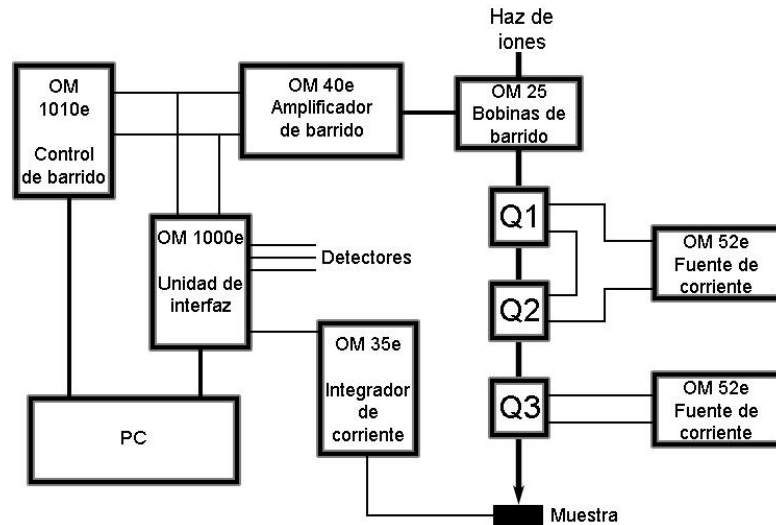 Haz de
iones
OM
1010e
Control
de barrido
OM 40e
Amplificador
de barrido
OM 25
Bobinas de
barrido
Q1
OM 1000e
Unidad de
interfaz
Detectores
OM 52e
Fuente de
corriente
Q2
OM 35e
Integrador
de
corriente
Q3
OM 52e
Fuente de
corriente
PC
Muestra